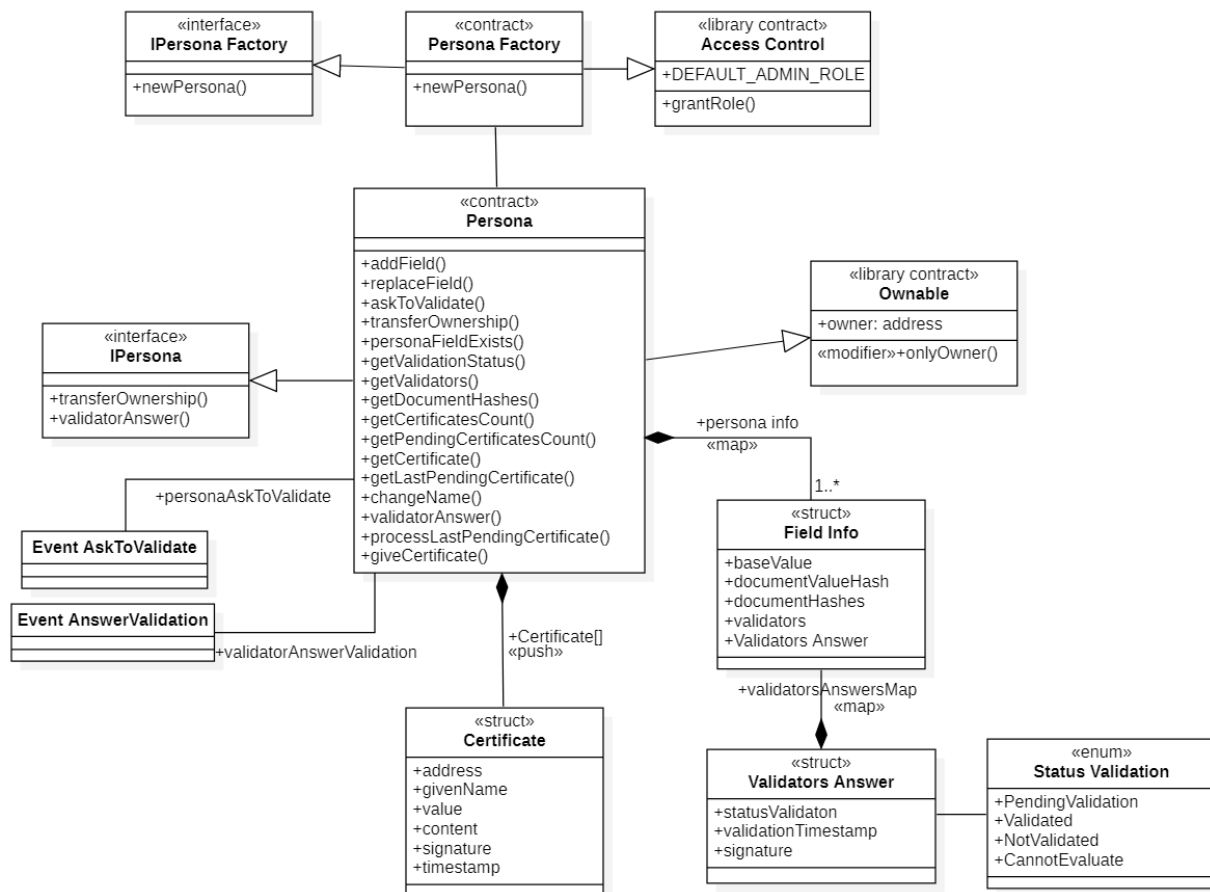 «interface»
IPersona Factory
+newPersona()
«contract»
Persona Factory
+newPersona()
«library contract»
Access Control
+DEFAULT_ADMIN_ROLE
+grantRole()
«contract»
Persona
+addField()
+replaceField()
+askToValidate()
+transferOwnership()
+personaFieldExists()
+getValidationStatus()
+getValidators()
+getDocumentHashes()
+getCertificatesCount()
+getPendingCertificatesCount()
+getCertificate()
+getLastPendingCertificate()
+changeName()
+validatorAnswer()
+processLastPendingCertificate()
+giveCertificate()
«library contract»
Ownable
+owner: address
«modifier»+onlyOwner()
«interface»
IPersona
+transferOwnership()
+validatorAnswer()
+persona info
«map»
1..*
+personaAskToValidate
Event AskToValidate
Event AnswerValidation
+validatorAnswerValidation
«struct»
Field Info
+baseValue
+documentValueHash
+documentHashes
+validators
+Validators Answer
+Certificate[]
«push»
+validatorsAnswersMap
«map»
«struct»
Certificate
+address
+givenName
+value
+content
+signature
+timestamp
«struct»
Validators Answer
+statusValidaton
+validationTimestamp
+signature
«enum»
Status Validation
+PendingValidation
+Validated
+NotValidated
+CannotEvaluate